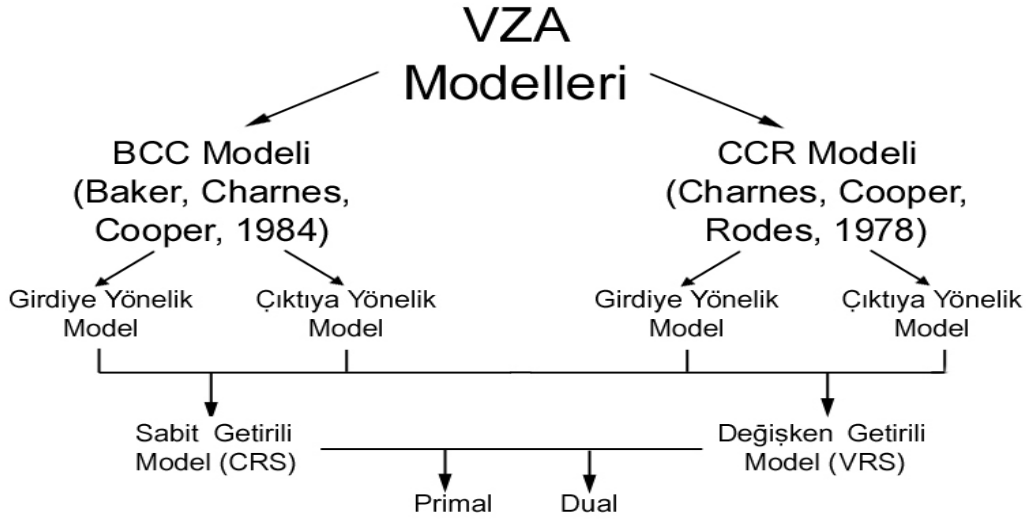 VZA
Modelleri
BCC Modeli
(Baker, Charnes,
Cooper, 1984)
CCR Modeli
(Charnes, Cooper,
Rodes, 1978)
Girdiye Yönelik
Model
Çıktıya Yönelik
Model
Girdiye Yönelik
Model
Çıktıya Yönelik
Model
Sabit Getirili
Model (CRS)
Değişken Getirili
Model (VRS)
Primal
Dual